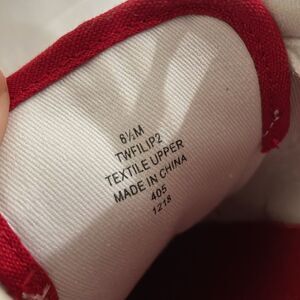 6½M
TWFILIP2
TEXTILE UPPER
MADE IN CHINA
405
1218